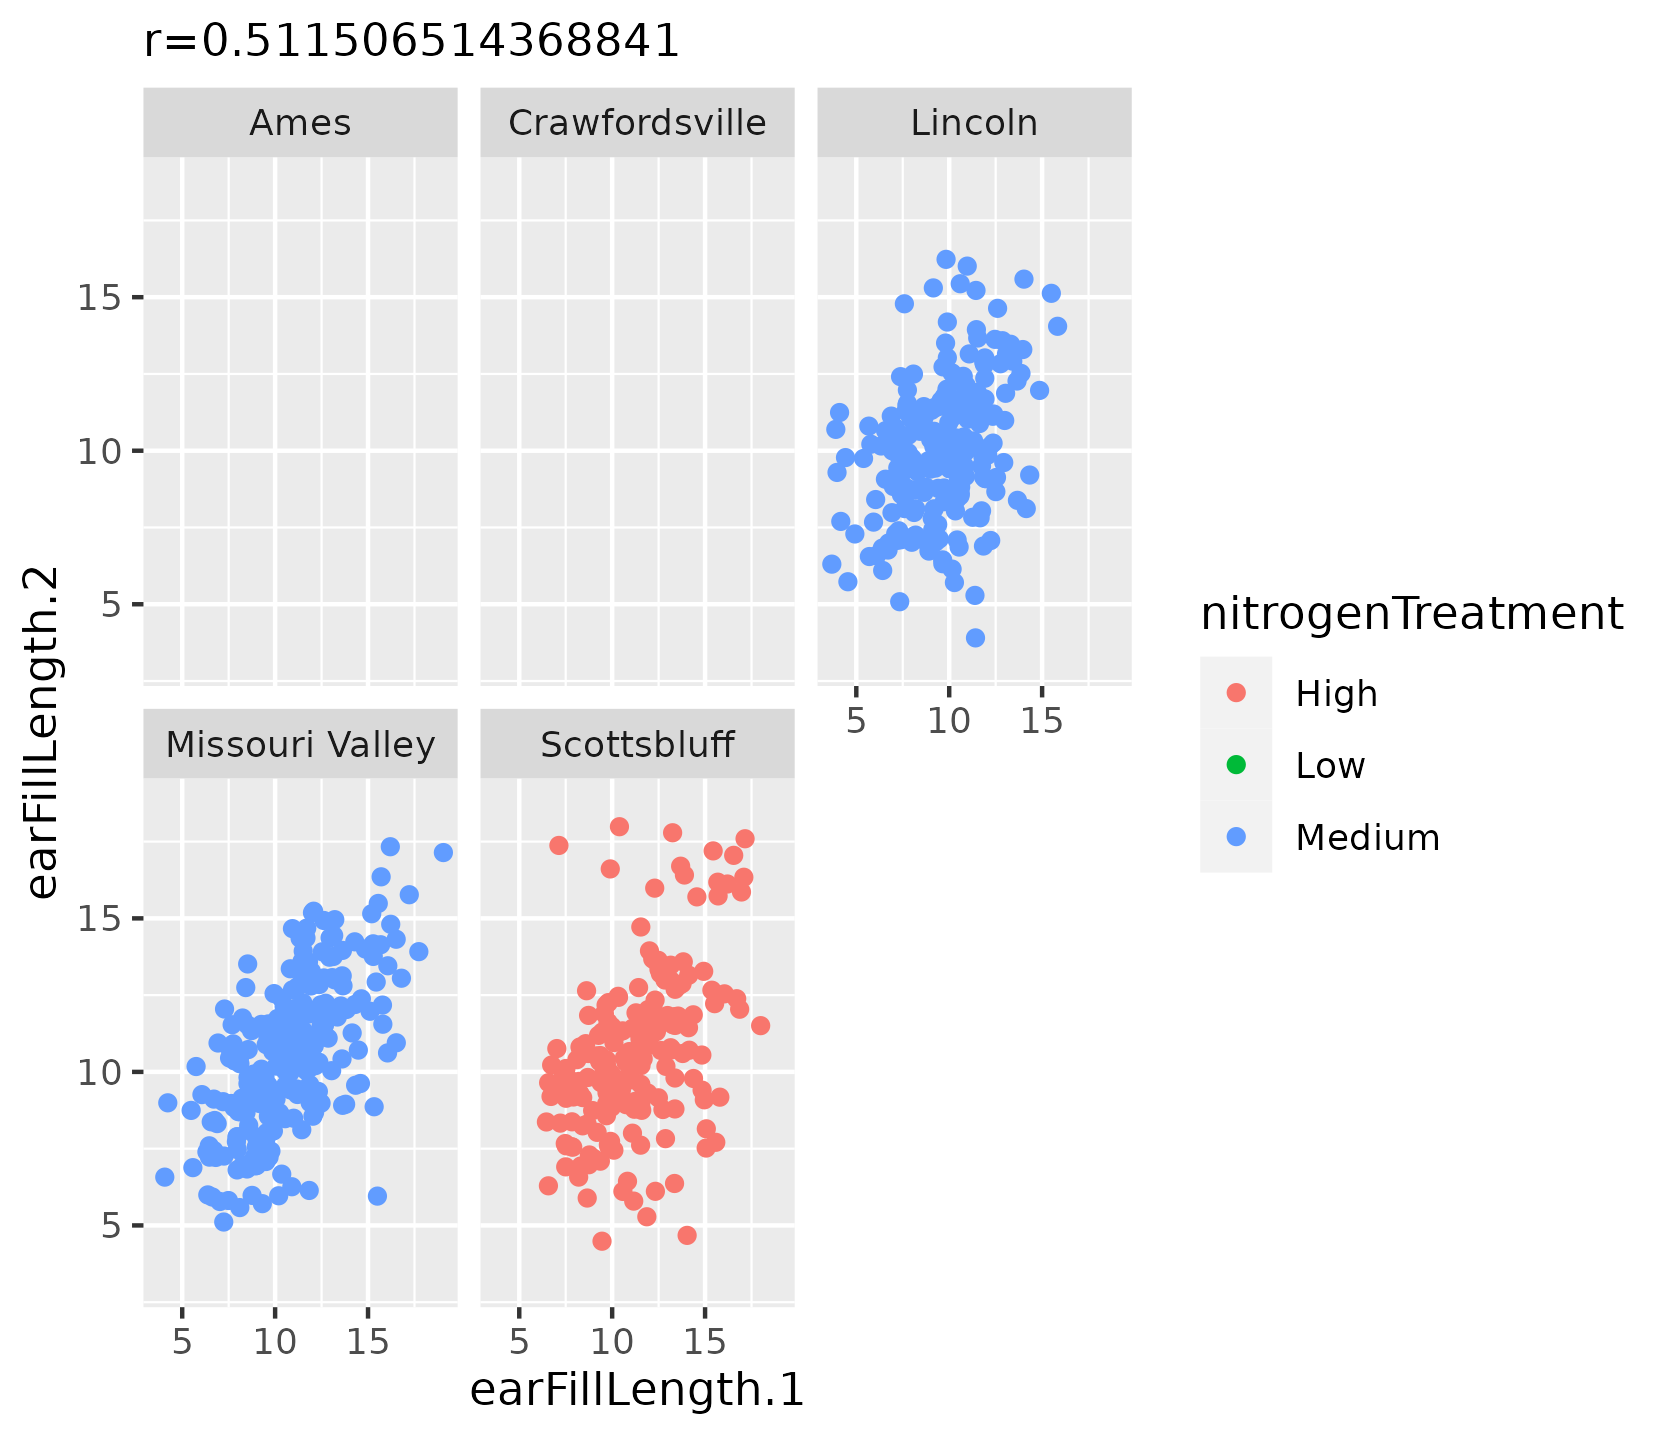 r=0.511506514368841
Ames
Crawfordsville
Lincoln
15
10
5
5 10 15
Missouri Valley
Scottsbluff
15
10
5
5 10 15
5 10 15
earFillLength.1
earFillLength.2
nitrogenTreatment
High
Low
Medium